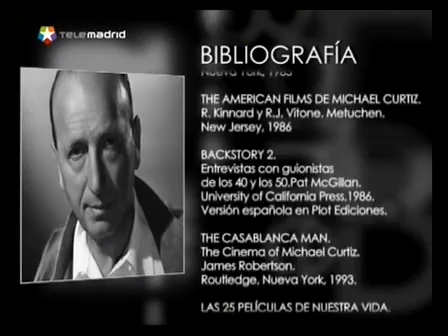 TELEMADRID
BIBLIOGRAFÍA
Nueva York, 1983
THE AMERICAN FILMS DE MICHAEL CURTIZ.
R. Kinnard y R.J. Vitone. Metuchen.
New Jersey, 1986
BACKSTORY 2.
Entrevistas con guionistas
de los 40 y los 50.Pat McGillan.
University of California Press.1986.
Versión española en Plot Ediciones.
THE CASABLANCA MAN.
The Cinema of Michael Curtiz.
James Robertson.
Routledge, Nueva York, 1993.
LAS 25 PELÍCULAS DE NUESTRA VIDA.